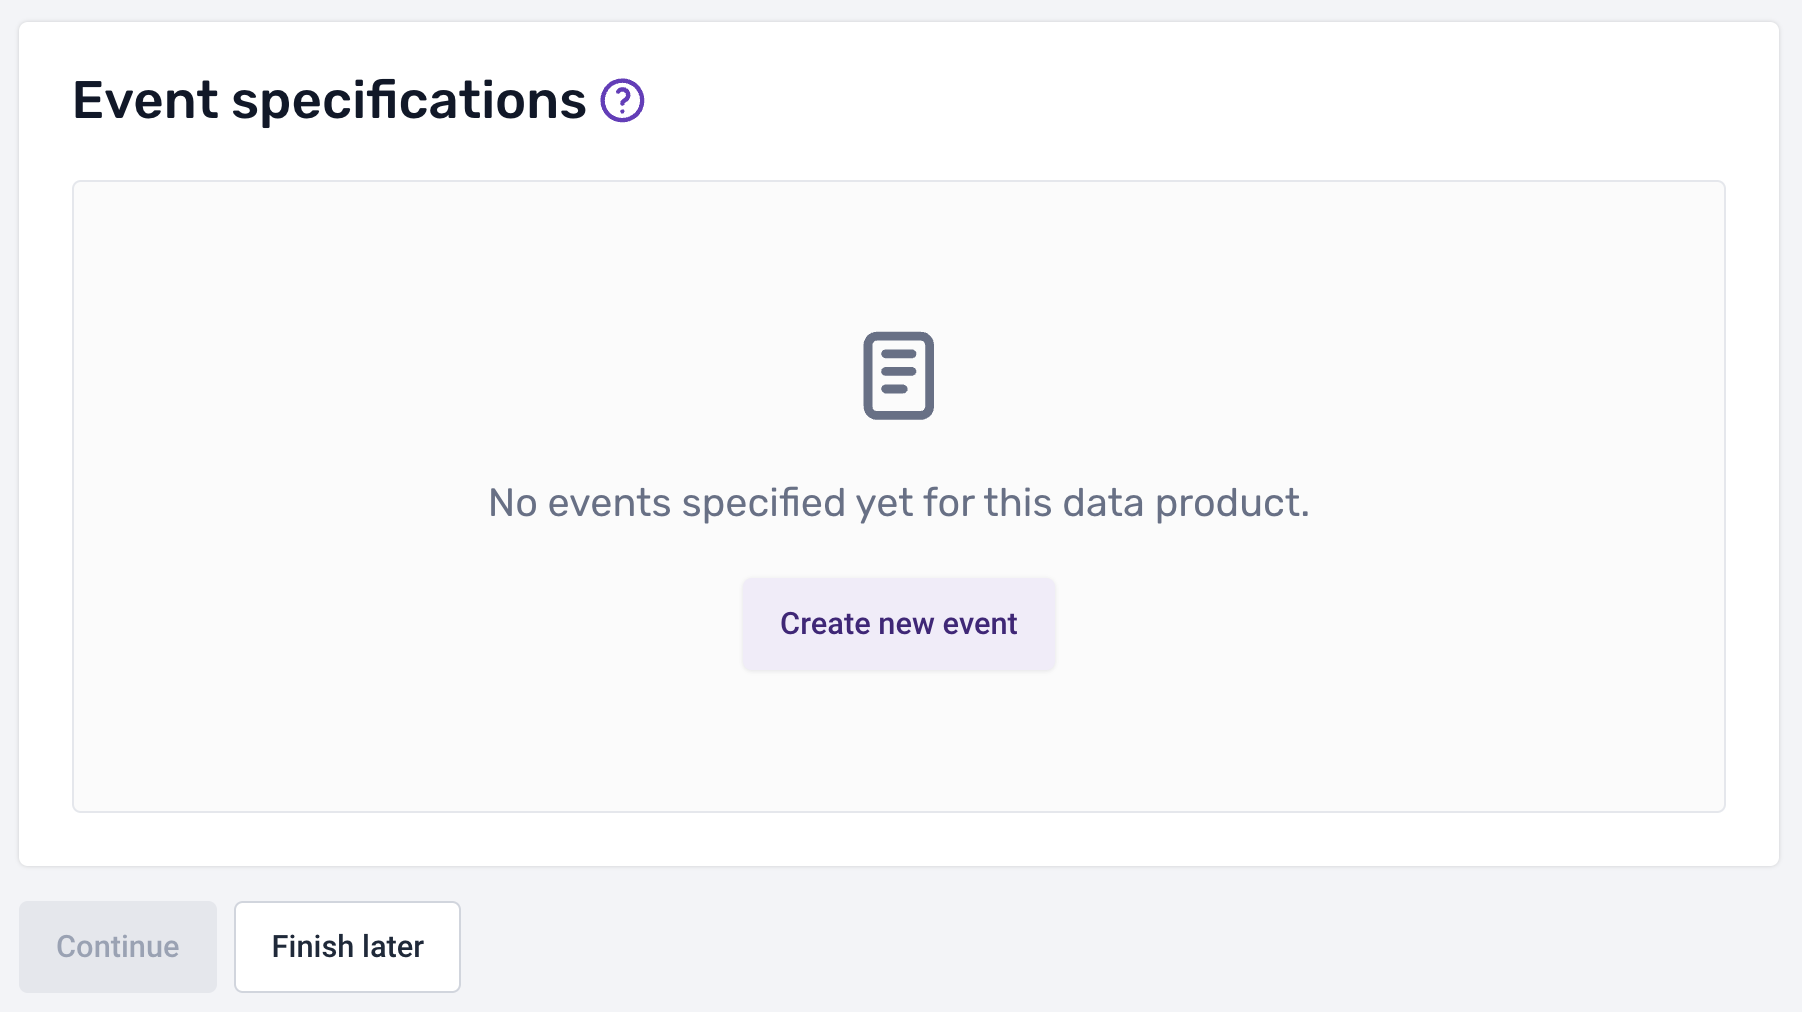 Event specifications
No events specified yet for this data product.
Create new event
Continue
Finish later